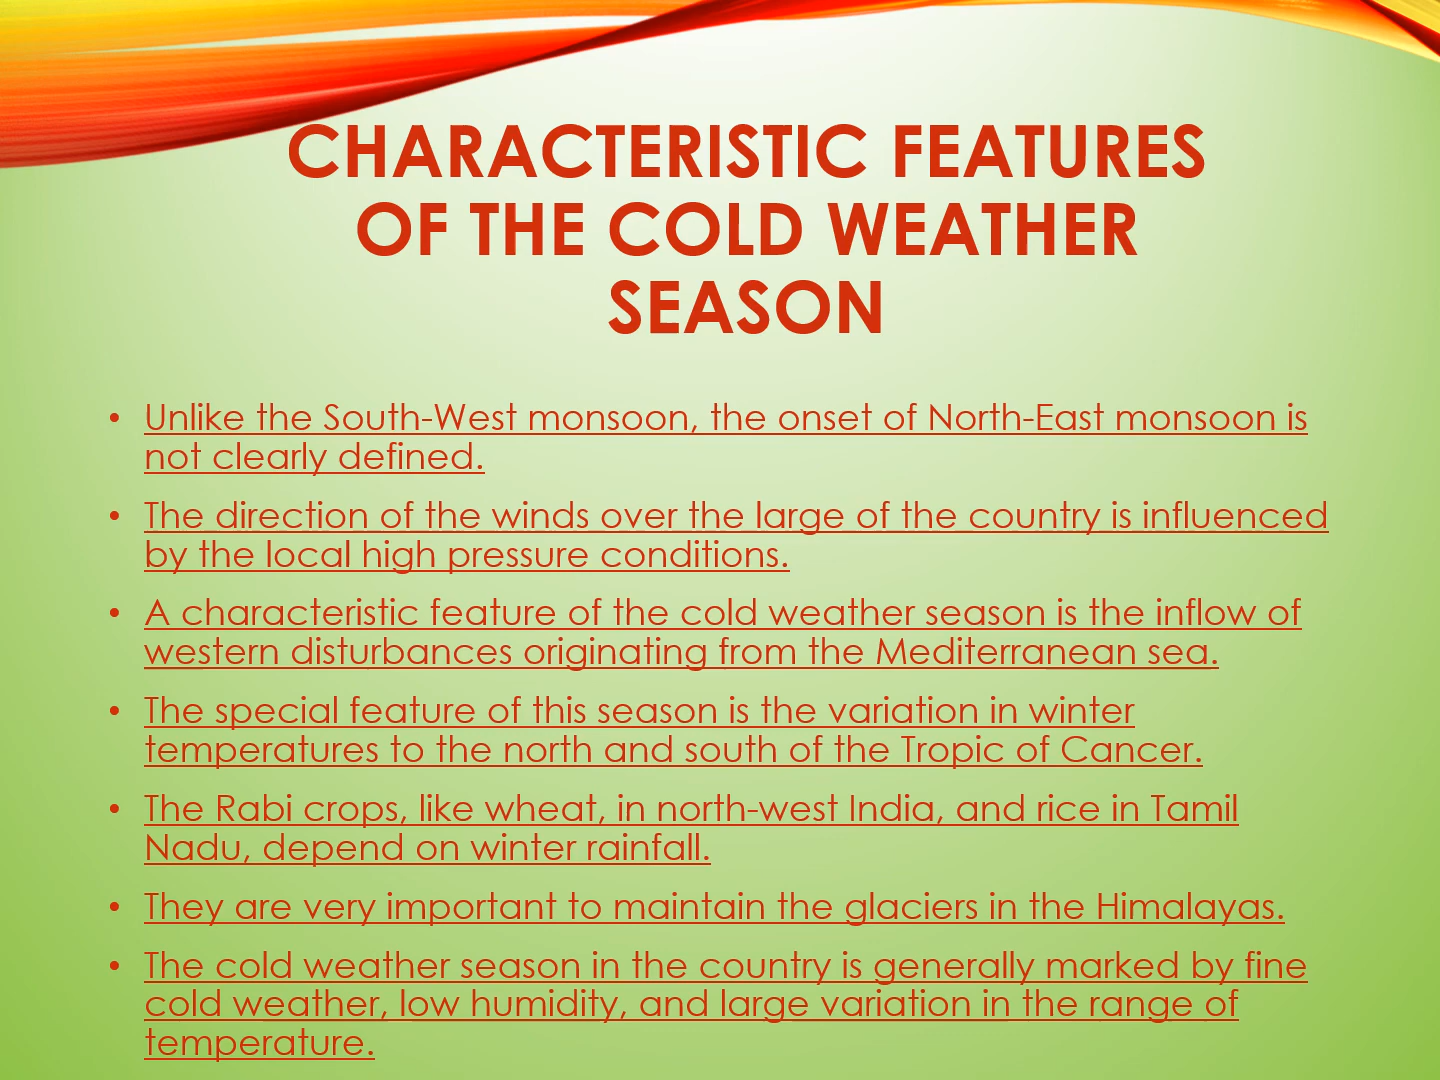 CHARACTERISTIC FEATURES
OF THE COLD WEATHER
SEASON
• Unlike the South-West monsoon, the onset of North-East monsoon is
not clearly defined.
• The direction of the winds over the large of the country is influenced
by the local high pressure conditions.
• A characteristic feature of the cold weather season is the inflow of
western disturbances originating from the Mediterranean sea.
• The special feature of this season is the variation in winter
temperatures to the north and south of the Tropic of Cancer.
• The Rabi crops, like wheat, in north-west India, and rice in Tamil
Nadu, depend on winter rainfall.
• They are very important to maintain the glaciers in the Himalayas.
• The cold weather season in the country is generally marked by fine
cold weather, low humidity, and large variation in the range of
temperature.